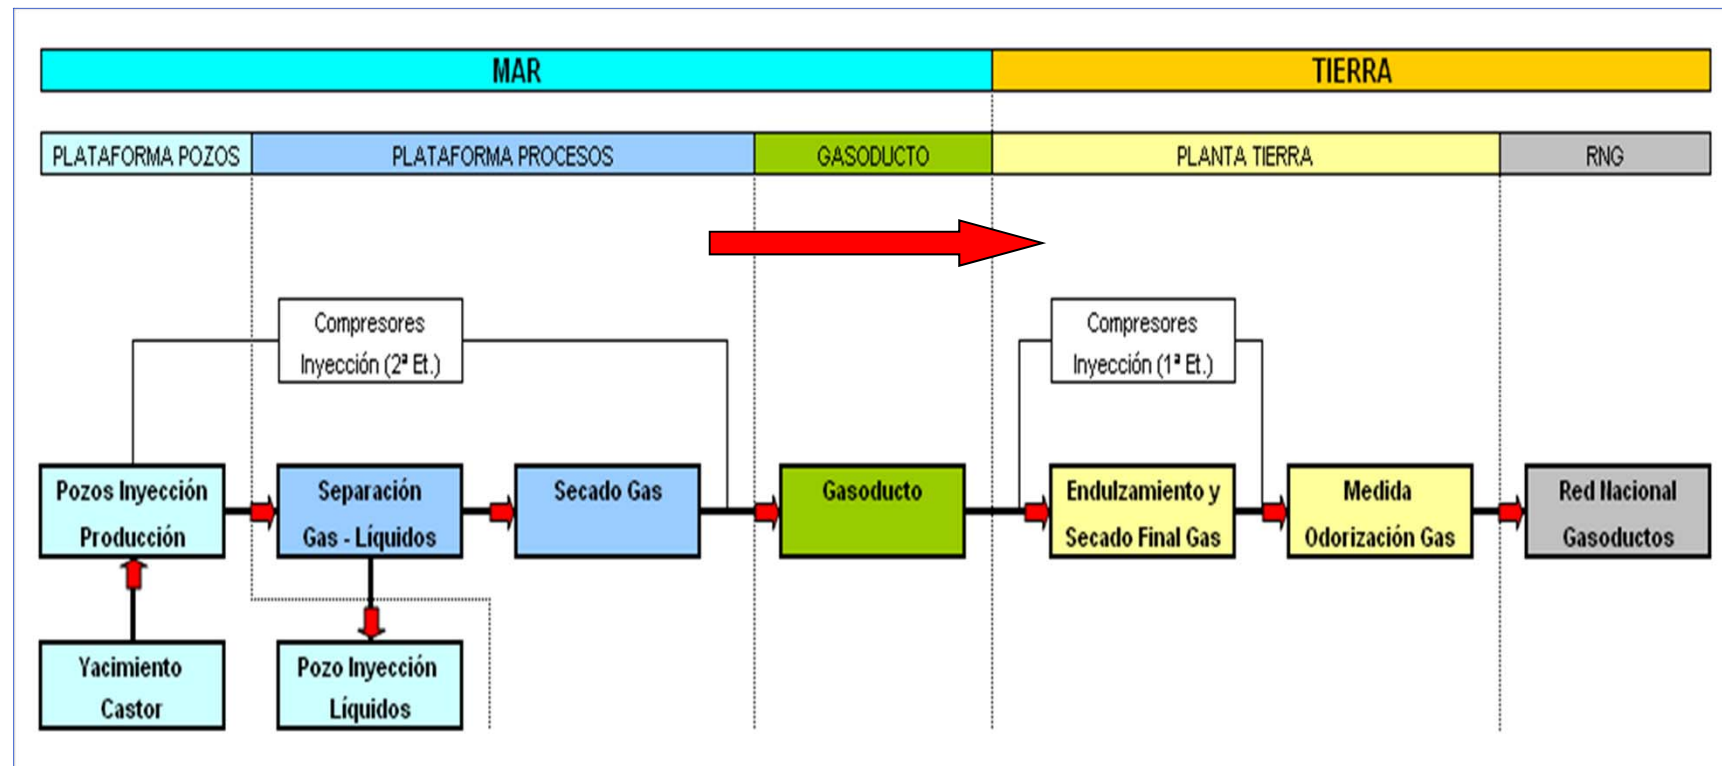 MAR
TIERRA
PLATAFORMA POZOS
PLATAFORMA PROCESOS
GASODUCTO
PLANTA TIERRA
RNG
Compresores
Inyección (2ª Et.)
Compresores
Inyección (1ª Et.)
Pozos Inyección
Producción
Separación
Gas - Líquidos
Secado Gas
Gasoducto
Endulzamiento y
Secado Final Gas
Medida
Odorización Gas
Red Nacional
Gasoductos
Yacimiento
Castor
Pozo Inyección
Líquidos